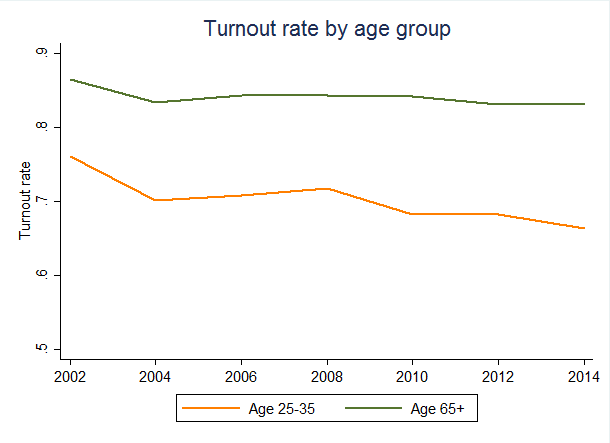 Turnout rate by age group
Turnout rate
.9
.8
.7
.6
.5
2002 2004 2006 2008 2010 2012 2014
Age 25-35 Age 65+